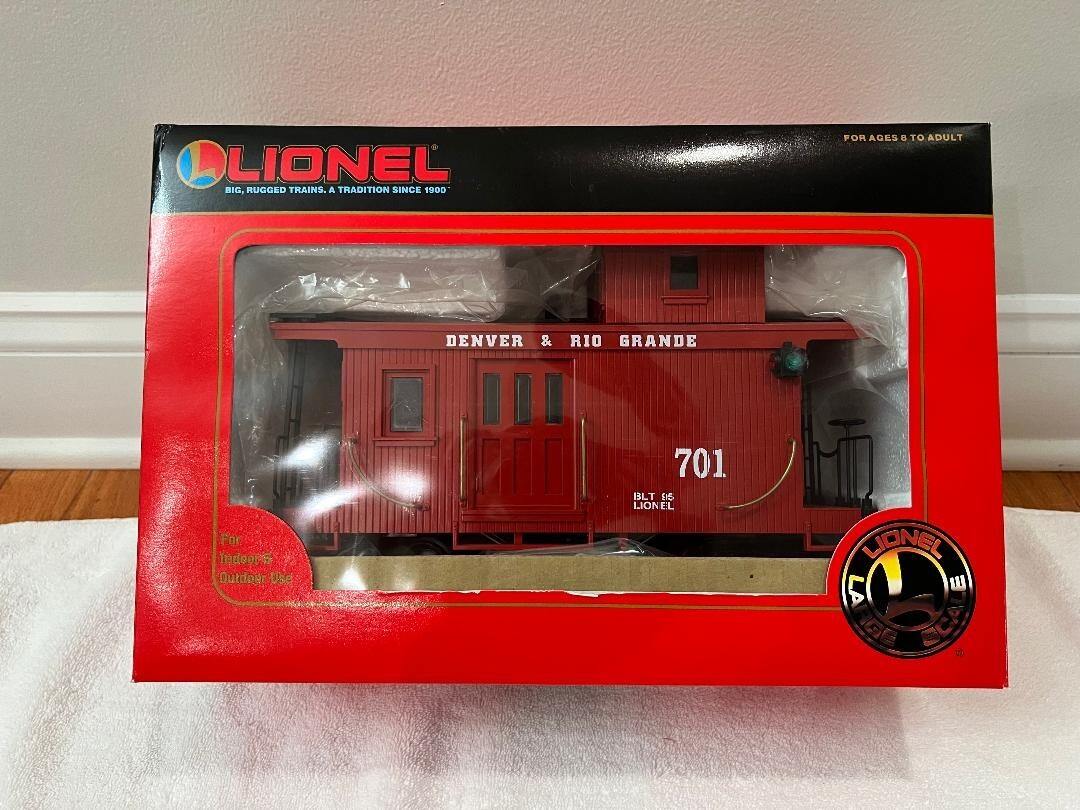 FOR AGES 8 TO ADULT
LIONEL®
BIG, RUGGED TRAINS. A TRADITION SINCE 1900™
DENVER & RIO GRANDE
701
BLT 95
LIONEL
For
Indoor &
Outdoor Use
LIONEL
LARGE SCALE